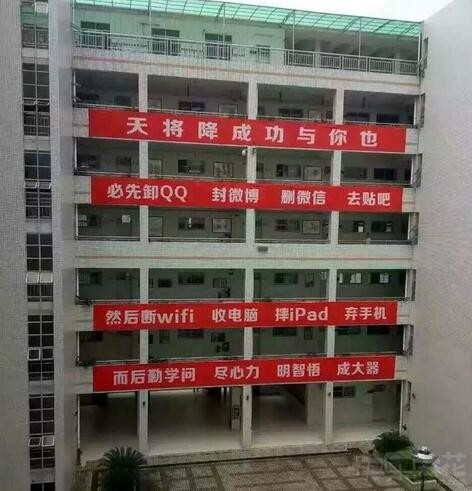 天将降成功与你也
必先卸QQ 封微博 删微信 去贴吧
然后断wifi 收电脑 摔iPad 弃手机
而后勤学问 尽心力 明智悟 成大器